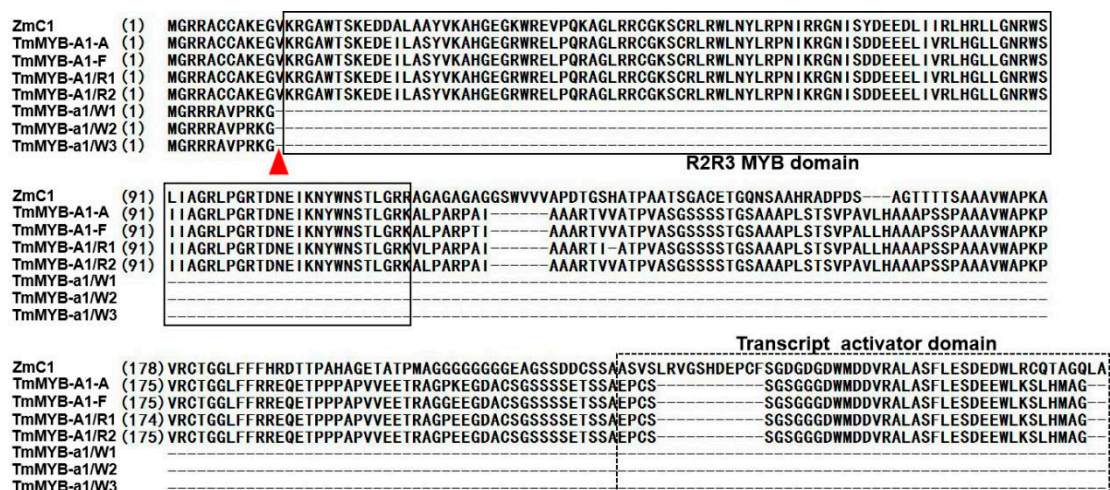 ZmC1 (1) MGRRACCAKEGVKRGAWTSKEDDALAAYVKAHGEGKWREVPQKAGLRRCGKSCRLRWLNYLRPNIRRGNISYDEEDLIIRLHRLLGNRWS
TmMYB-A1-A (1) MGRRACCAKEGVKRGAWTSKEDEILASYVKAHGEGRWRELPQRAGLRRCGKSCRLRWLNYLRPNIKRGNISDDEEELIVRLHGLLGNRWS
TmMYB-A1-F (1) MGRRACCAKEGVKRGAWTSKEDEILASYVKAHGEGRWRELPQRAGLRRCGKSCRLRWLNYLRPNIKRGNISDDEEELIVRLHGLLGNRWS
TmMYB-A1/R1 (1) MGRRACCAKEGVKRGAWTSKEDEILASYVKAHGEGRWRELPQRAGLRRCGKSCRLRWLNYLRPNIKRGNISDDEEELIVRLHGLLGNRWS
TmMYB-A1/R2 (1) MGRRACCAKEGVKRGAWTSKEDEILASYVKAHGEGRWRELPQRAGLRRCGKSCRLRWLNYLRPNIKRGNISDDEEELIVRLHGLLGNRWS
TmMYB-a1/W1 (1) MGRRRAVPRKG-------------------------------------------------------------------------------
TmMYB-a1/W2 (1) MGRRRAVPRKG-------------------------------------------------------------------------------
TmMYB-a1/W3 (1) MGRRRAVPRKG-------------------------------------------------------------------------------
R2R3 MYB domain
ZmC1 (91) LIAGRLPGRTDNEIKNYWNSTLGRRAGAGAGAGGSWVVVAPDTGSHATPAATSGACETGQNSAAHRADPDS---AGTTTTSAAAVWAPKA
TmMYB-A1-A (91) IIAGRLPGRTDNEIKNYWNSTLGRKALPARPAI------AAARTVVATPVASGSSSSTGSAAAPLSTSVPAVLHAAAPSSPAAAVWAPKP
TmMYB-A1-F (91) IIAGRLPGRTDNEIKNYWNSTLGRKALPARPTI------AAARTVVATPVASGSSSSTGSAAAPLSTSVPALLHAAAPSSPAAAVWAPKP
TmMYB-A1/R1 (91) IIAGRLPGRTDNEIKNYWNSTLGRKALPARPAI------AAARTI-ATPVASGSSSSTGSAAAPLSTSVPALLHAAAPSSPAAAVWAPKP
TmMYB-A1/R2 (91) IIAGRLPGRTDNEIKNYWNSTLGRKALPARPAI------AAARTVVATPVASGSSSSTGSAAAPLSTSVPAVLHAAAPSSPAAAVWAPKP
TmMYB-a1/W1 ------------------------------------------------------------------------------------------
TmMYB-a1/W2 ------------------------------------------------------------------------------------------
TmMYB-a1/W3 ------------------------------------------------------------------------------------------
Transcript activator domain
ZmC1 (178) VRCTGGLFFFHRDTTPAHAGETATPMAGGGGGGGGEAGSSDDCSSAASVSLRVGSHDEPCFSGDGDGDWMDDVRALASFLESDEDWLRCQTAGQLA
TmMYB-A1-A (175) VRCTGGLFFRREQETPPPAPVVEETRAGPKEGDACSGSSSSETSSAEPCS-----------SGSGGGDWMDDVRALASFLESDEEWLKSLHMAG--
TmMYB-A1-F (175) VRCTGGLFFRREQETPPPAPVVEETRAGGEEGDACSGSSSSETSSAEPCS-----------SGSGGGDWMDDVRALASFLESDEEWLKSLHMAG--
TmMYB-A1/R1 (174) VRCTGGLFFRREQETPPPAPVVEETRAGPEEGDACSGSSSSETSSAEPCS-----------SGSGGGDWMDDVRALASFLESDEEWLKSLHMAG--
TmMYB-A1/R2 (175) VRCTGGLFFRREQETPPPAPVVEETRAGPEEGDACSGSSSSETSSAEPCS-----------SGSGGGDWMDDVRALASFLESDEEWLKSLHMAG--
TmMYB-a1/W1 ------------------------------------------------------------------------------------------------
TmMYB-a1/W2 ------------------------------------------------------------------------------------------------
TmMYB-a1/W3 ------------------------------------------------------------------------------------------------